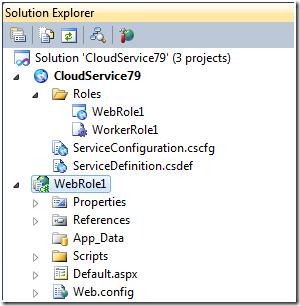 Solution Explorer
Solution 'CloudService79' (3 projects)
CloudService79
Roles
WebRole1
WorkerRole1
ServiceConfiguration.cscfg
ServiceDefinition.csdef
WebRole1
Properties
References
App_Data
Scripts
Default.aspx
Web.config